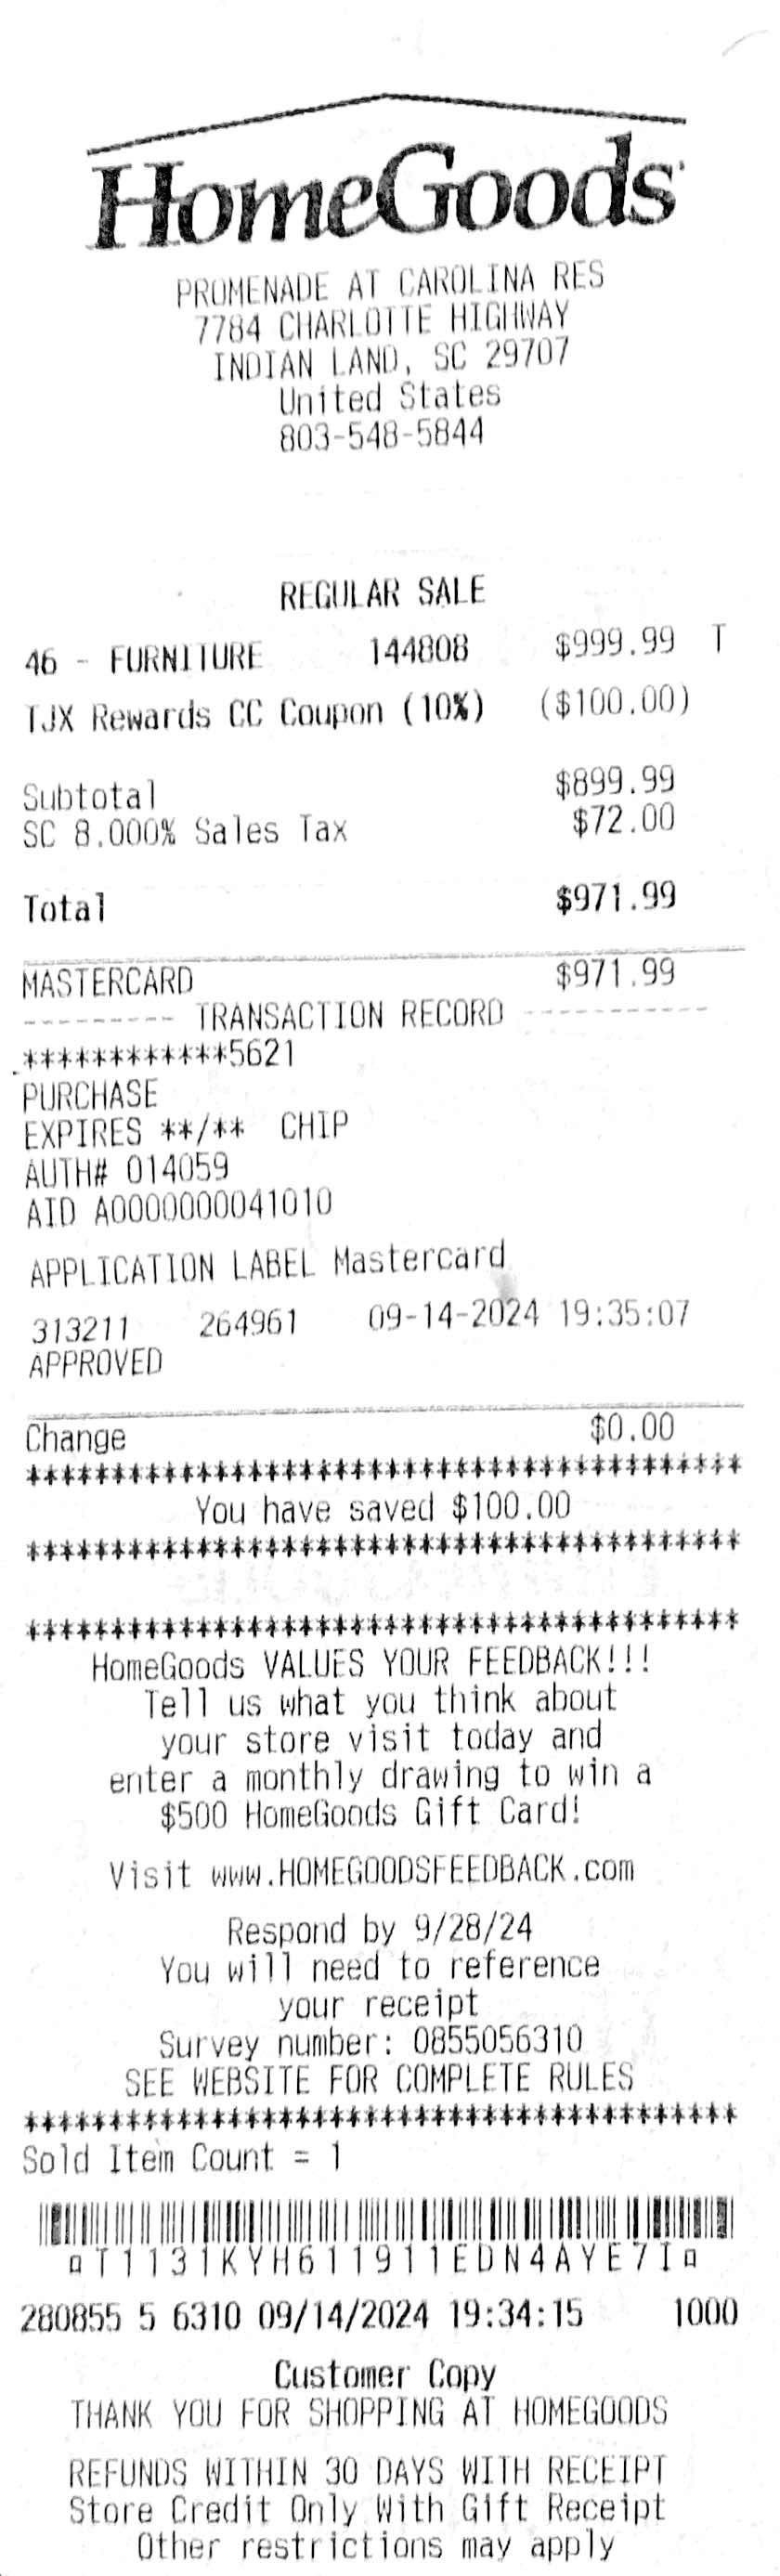 HomeGoods
PROMENADE AT CAROLINA RES
7784 CHARLOTTE HIGHWAY
INDIAN LAND, SC 29707
United States
803-548-5844
REGULAR SALE
46 - FURNITURE 144808 $999.99 T
TJX Rewards CC Coupon (10%) ($100.00)
Subtotal $899.99
SC 8.000% Sales Tax $72.00
Total $971.99
MASTERCARD $971.99
--------- TRANSACTION RECORD -----------
************5621
PURCHASE
EXPIRES **/** CHIP
AUTH# 014059
AID A0000000041010
APPLICATION LABEL Mastercard
313211 264961 09-14-2024 19:35:07
APPROVED
Change $0.00
******************************************
You have saved $100.00
******************************************
******************************************
HomeGoods VALUES YOUR FEEDBACK!!!
Tell us what you think about
your store visit today and
enter a monthly drawing to win a
$500 HomeGoods Gift Card!
Visit www.HOMEGOODSFEEDBACK.com
Respond by 9/28/24
You will need to reference
your receipt
Survey number: 0855056310
SEE WEBSITE FOR COMPLETE RULES
******************************************
Sold Item Count = 1
¤T1131KYH611911EDN4AYE7I¤
280855 5 6310 09/14/2024 19:34:15 1000
Customer Copy
THANK YOU FOR SHOPPING AT HOMEGOODS
REFUNDS WITHIN 30 DAYS WITH RECEIPT
Store Credit Only With Gift Receipt
Other restrictions may apply